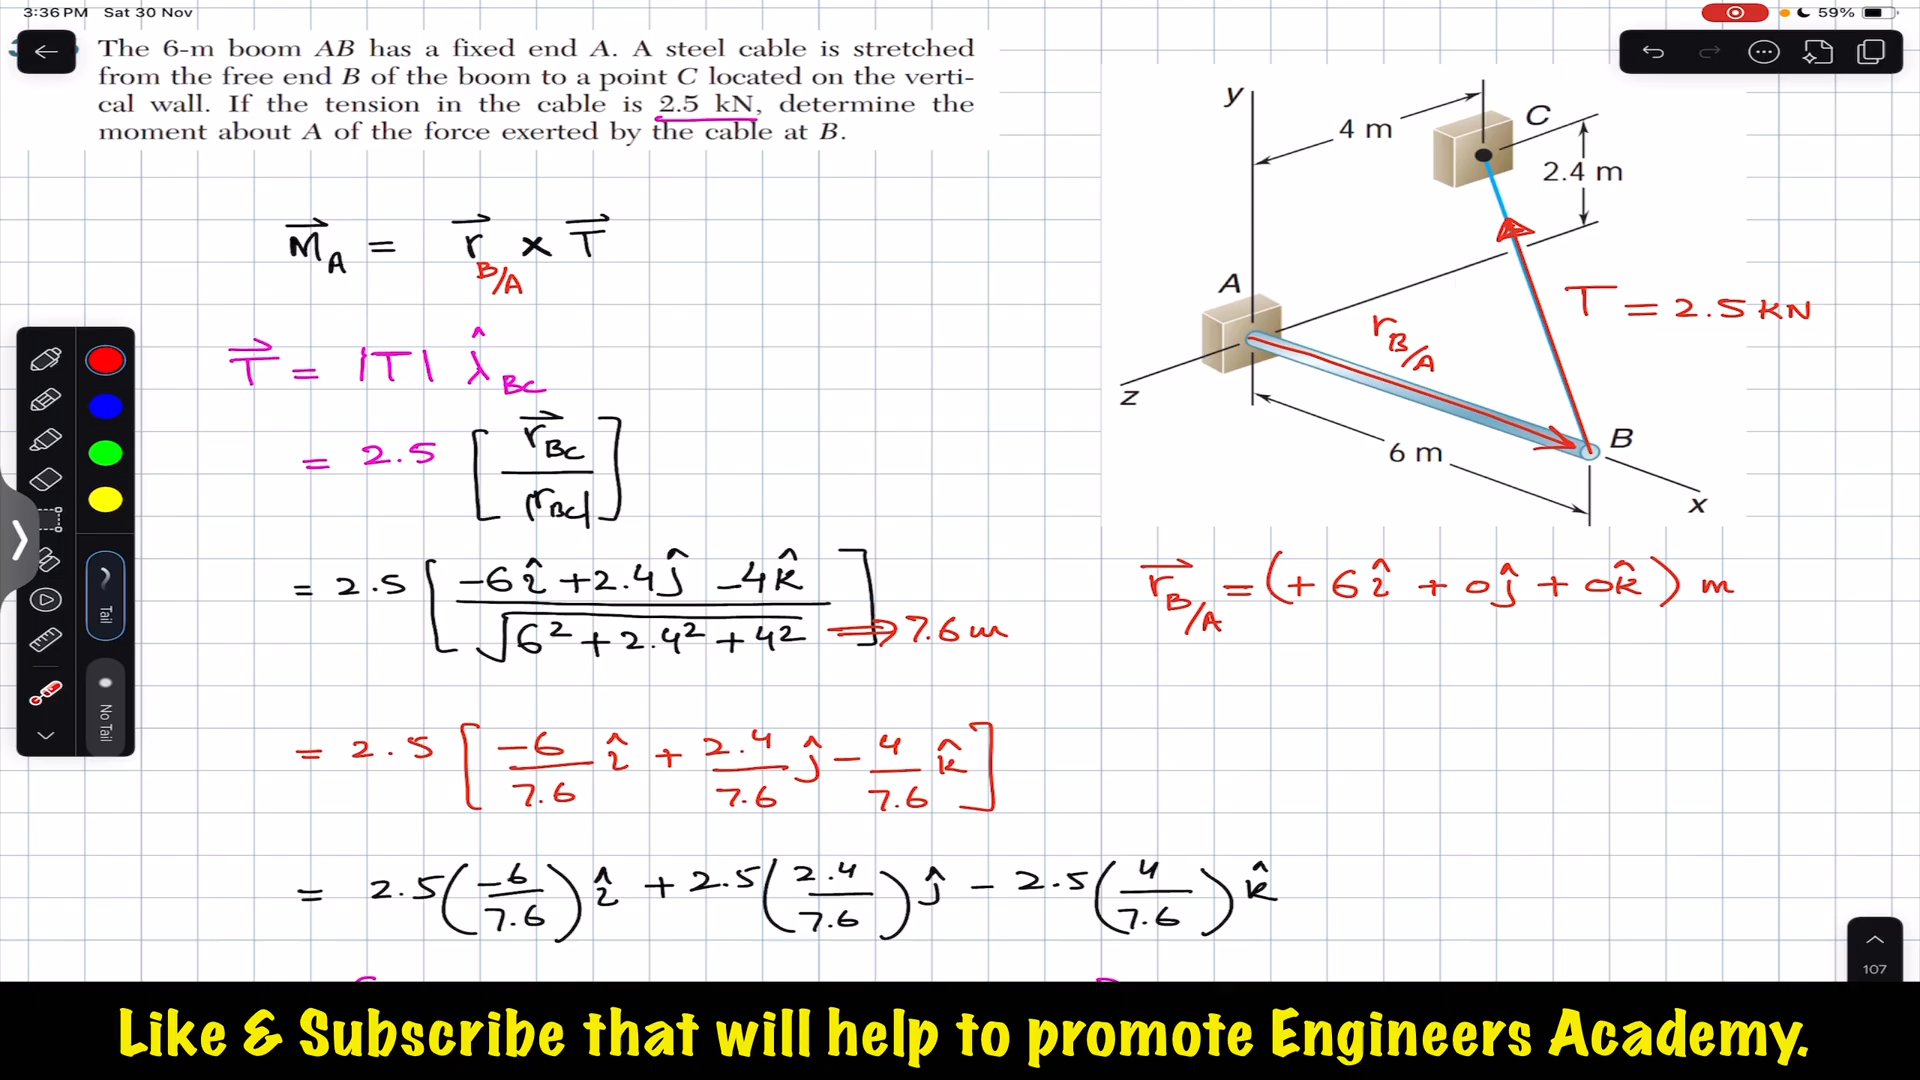 3:36 PM Sat 30 Nov
59%
The 6-m boom AB has a fixed end A. A steel cable is stretched
from the free end B of the boom to a point C located on the verti-
cal wall. If the tension in the cable is 2.5 kN, determine the
moment about A of the force exerted by the cable at B.
y
4 m
C
2.4 m
A
z
6 m
B
x
r B/A
T = 2.5 KN
M⃗_A = r⃗_B/A × T⃗
T⃗ = |T| λ̂_BC
= 2.5 [ r⃗_BC / |r_BC| ]
= 2.5 [ (-6î + 2.4ĵ - 4k̂) / √(6² + 2.4² + 4²) ] ⇒ 7.6 m
r⃗_B/A = (+6î + 0ĵ + 0k̂) m
= 2.5 [ -6/7.6 î + 2.4/7.6 ĵ - 4/7.6 k̂ ]
= 2.5(-6/7.6) î + 2.5(2.4/7.6) ĵ - 2.5(4/7.6) k̂
Tail
No Tail
107
Like & Subscribe that will help to promote Engineers Academy.